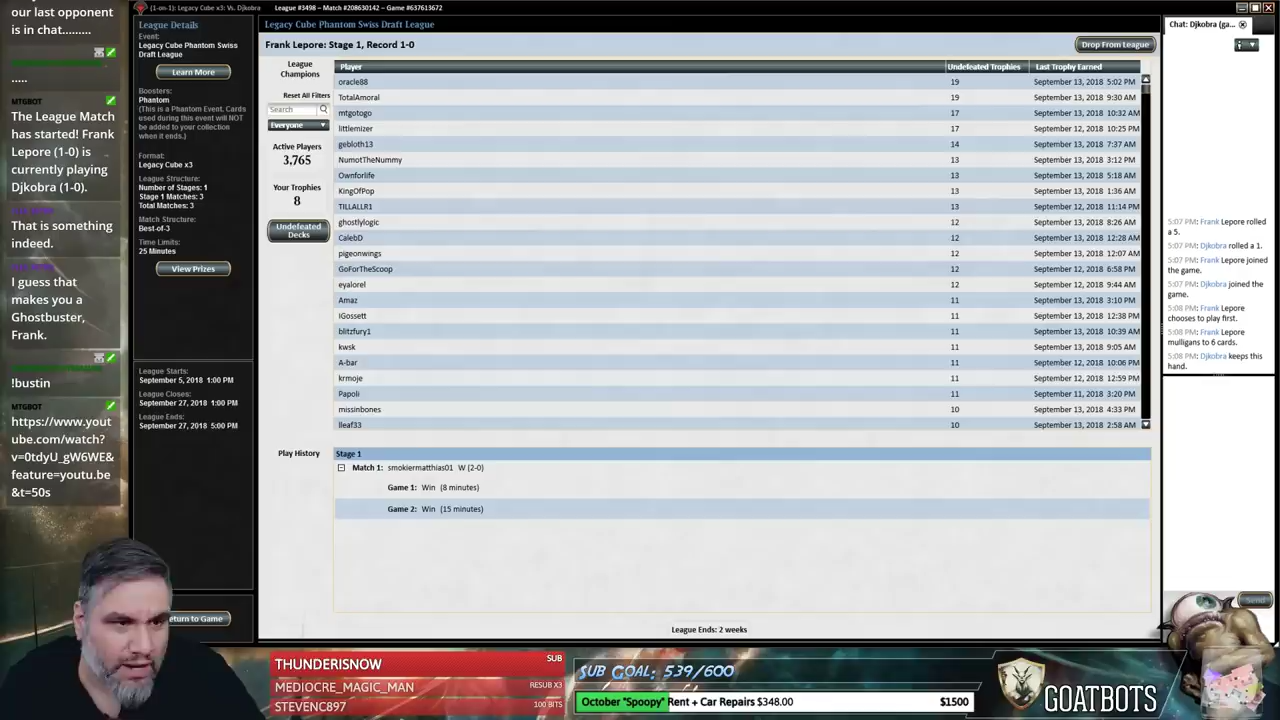 our last opponent
is in chat.........
.....
MTGBOT
The League Match
has started! Frank
Lepore (1-0) is
currently playing
Djkobra (1-0).
That is something
indeed.
I guess that
makes you a
Ghostbuster,
Frank.
!bustin
MTGBOT
https://www.yout
ube.com/watch?
v=0tdyU_gW6WE&
feature=youtu.be
&t=50s
(1-on-1): Legacy Cube x3: Vs. Djkobra
League #3498 – Match #208630142 – Game #637613672
League Details
Event:
Legacy Cube Phantom Swiss
Draft League
Learn More
Boosters:
Phantom
(This is a Phantom Event. Cards
used during this event will NOT
be added to your collection
when it ends.)
Format:
Legacy Cube x3
League Structure:
Number of Stages: 1
Stage 1 Matches: 3
Total Matches: 3
Match Structure:
Best-of-3
Time Limits:
25 Minutes
View Prizes
League Starts:
September 5, 2018 1:00 PM
League Closes:
September 27, 2018 1:00 PM
League Ends:
September 27, 2018 5:00 PM
eturn to Game
Legacy Cube Phantom Swiss Draft League
Frank Lepore: Stage 1, Record 1-0
Drop From League
League
Champions
Reset All Filters
Search
Everyone
Active Players
3,765
Your Trophies
8
Undefeated
Decks
Player Undefeated Trophies Last Trophy Earned
oracle88 19 September 13, 2018 5:02 PM
TotalAmoral 19 September 13, 2018 9:30 AM
mtgotogo 17 September 13, 2018 10:32 AM
littlemizer 17 September 12, 2018 10:25 PM
gebloth13 14 September 13, 2018 7:37 AM
NumotTheNummy 13 September 13, 2018 3:12 PM
Ownforlife 13 September 13, 2018 5:18 AM
KingOfPop 13 September 13, 2018 1:36 AM
TILLALLR1 13 September 12, 2018 11:14 PM
ghostlylogic 12 September 13, 2018 8:26 AM
CalebD 12 September 13, 2018 12:28 AM
pigeonwings 12 September 13, 2018 12:07 AM
GoForTheScoop 12 September 12, 2018 6:58 PM
eyalorel 12 September 12, 2018 9:44 AM
Amaz 11 September 13, 2018 3:10 PM
IGossett 11 September 13, 2018 12:38 PM
blitzfury1 11 September 13, 2018 10:39 AM
kwsk 11 September 13, 2018 9:05 AM
A-bar 11 September 12, 2018 10:06 PM
krmoje 11 September 12, 2018 12:59 PM
Papoli 11 September 11, 2018 3:20 PM
missinbones 10 September 13, 2018 4:33 PM
lleaf33 10 September 13, 2018 2:58 AM
Play History
Stage 1
Match 1: smokiermatthias01 W (2-0)
Game 1: Win (8 minutes)
Game 2: Win (15 minutes)
League Ends: 2 weeks
Chat: Djkobra (ga...
5:07 PM: Frank Lepore rolled
a 5.
5:07 PM: Djkobra rolled a 1.
5:07 PM: Frank Lepore joined
the game.
5:07 PM: Djkobra joined the
game.
5:08 PM: Frank Lepore
chooses to play first.
5:08 PM: Frank Lepore
mulligans to 6 cards.
5:08 PM: Djkobra keeps this
hand.
Send
THUNDERISNOW SUB
MEDIOCRE_MAGIC_MAN RESUB X3
STEVENC897 100 BITS
SUB GOAL: 539/600
October "Spoopy" Rent + Car Repairs $348.00 $1500
GOATBOTS